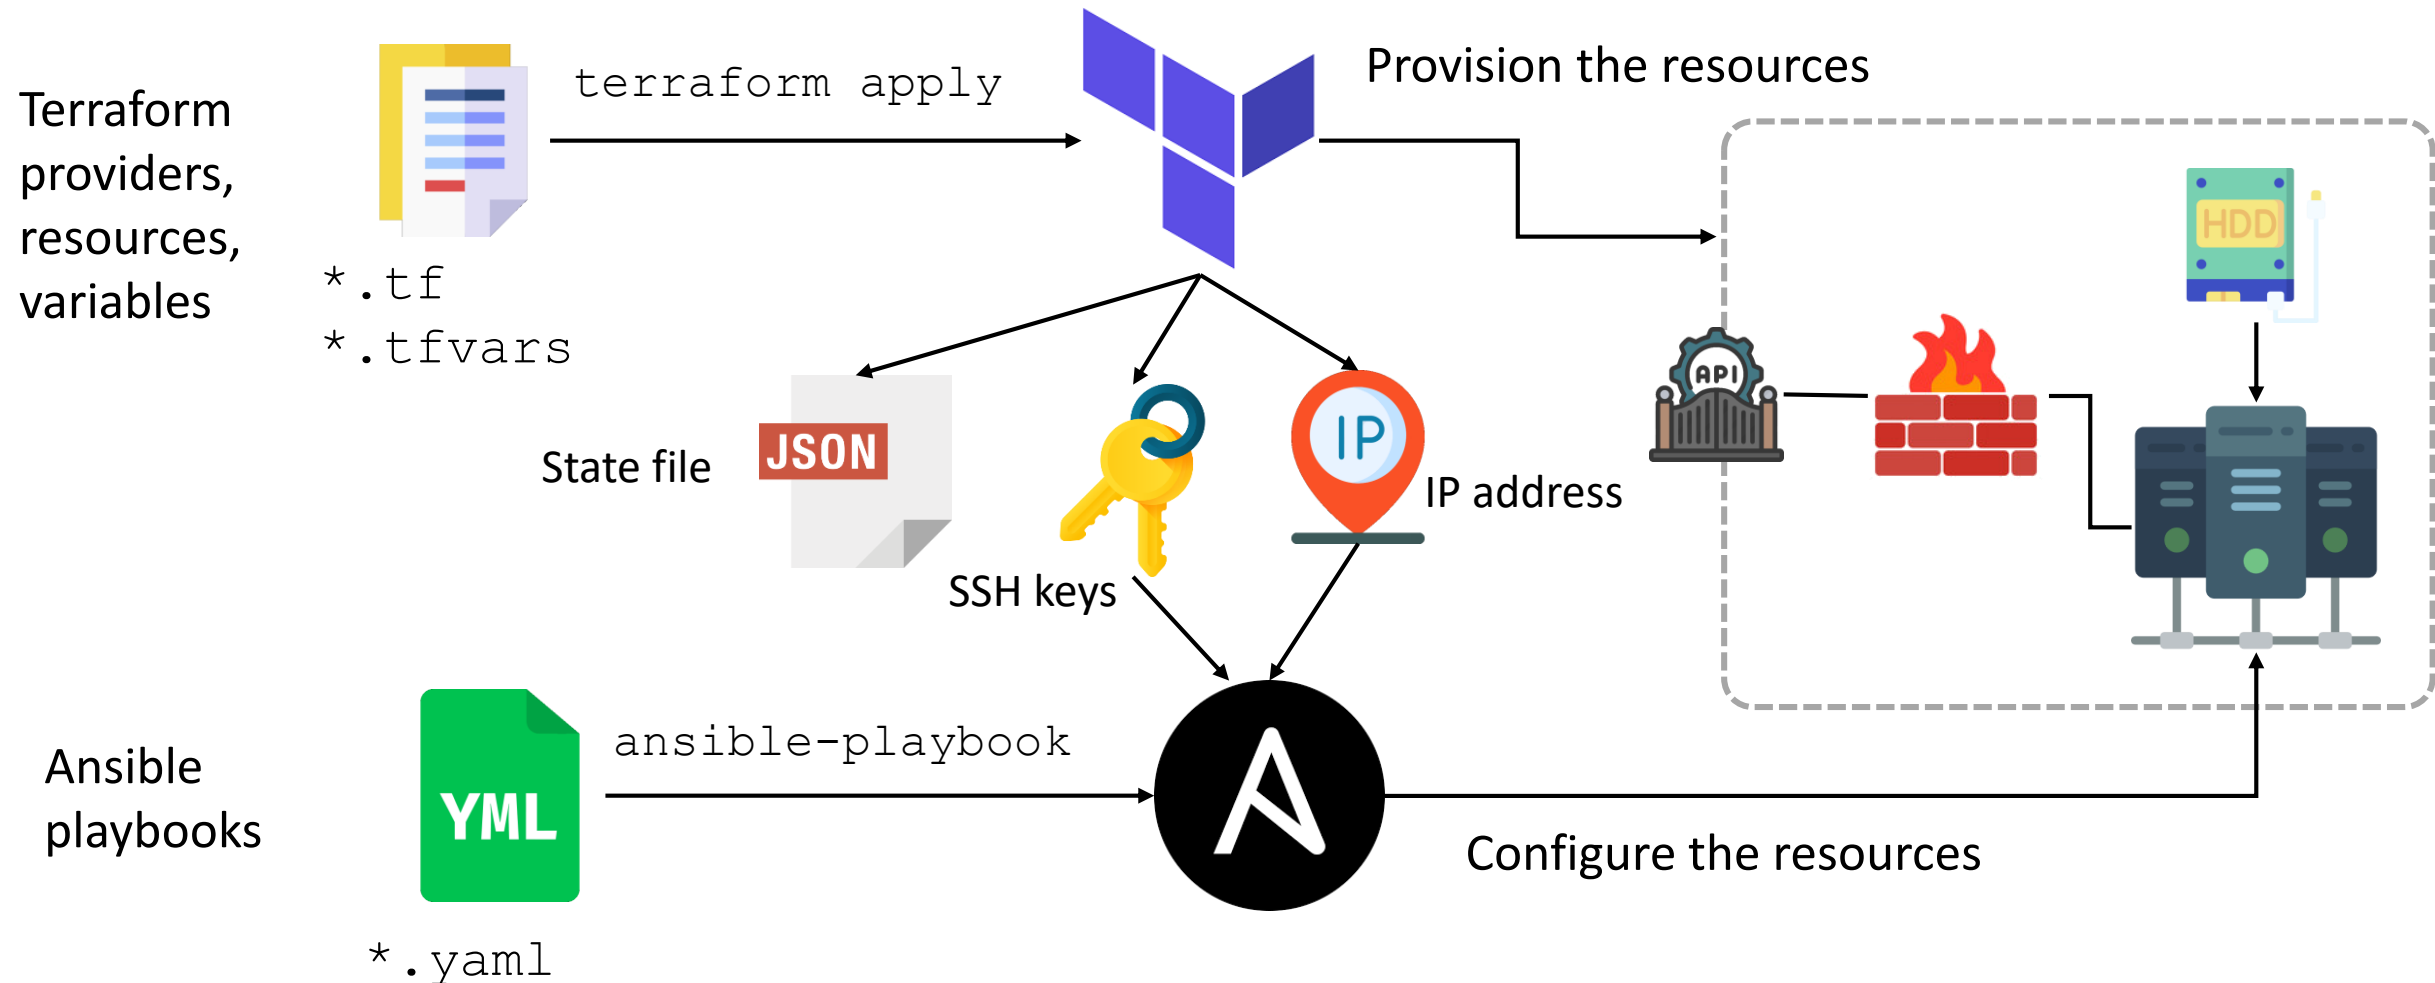 Terraform
providers,
resources,
variables
*.tf
*.tfvars
terraform apply
Provision the resources
HDD
API
State file
JSON
SSH keys
IP
IP address
Ansible
playbooks
YML
*.yaml
ansible-playbook
Configure the resources